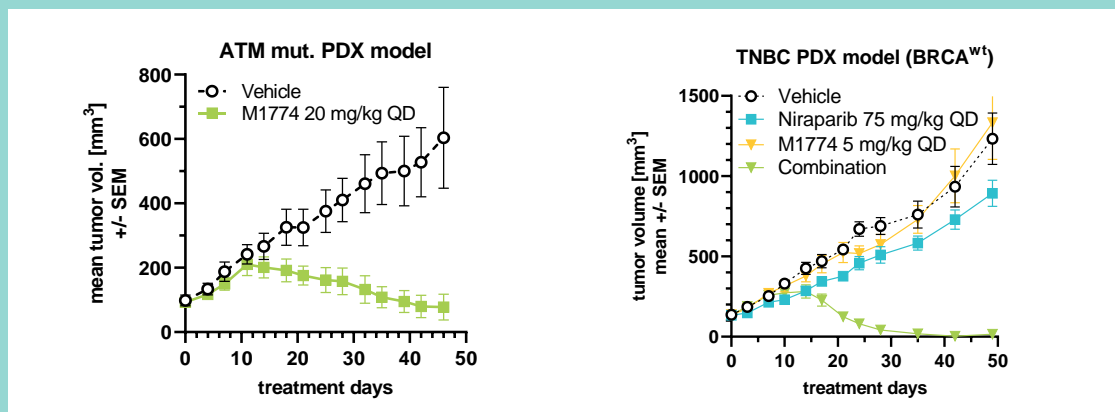 ATM mut. PDX model
mean tumor vol. [mm³]
+/- SEM
800
600
400
200
0
Vehicle
M1774 20 mg/kg QD
0 10 20 30 40 50
treatment days
TNBC PDX model (BRCAʷᵗ)
tumor volume [mm³]
mean +/- SEM
1500
1000
500
0
Vehicle
Niraparib 75 mg/kg QD
M1774 5 mg/kg QD
Combination
0 10 20 30 40 50
treatment days